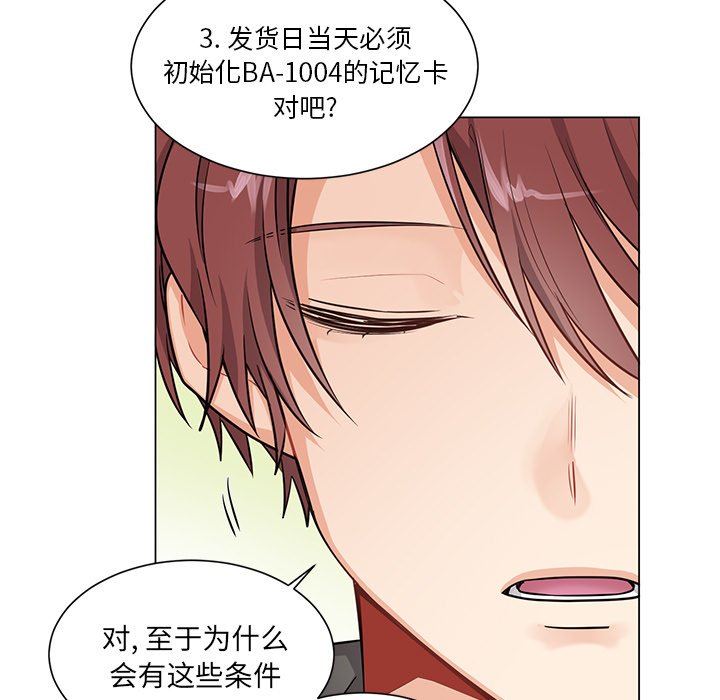 3. 发货日当天必须
初始化BA-1004的记忆卡
对吧?
对, 至于为什么
会有这些条件